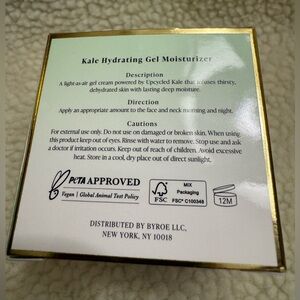 Kale Hydrating Gel Moisturizer
Description
A light-as-air gel cream powered by Upcycled Kale that infuses thirsty,
dehydrated skin with lasting deep moisture.
Direction
Apply an appropriate amount to the face and neck morning and night.
Cautions
For external use only. Do not use on damaged or broken skin. When using
this product keep out of eyes. Rinse with water to remove. Stop use and ask
a doctor if irritation occurs. Keep out of reach of children. Avoid excessive
heat. Store in a cool, dry place out of direct sunlight.
PETA APPROVED
Vegan | Global Animal Test Policy
FSC
MIX
Packaging
FSC® C100348
12M
DISTRIBUTED BY BYROE LLC,
NEW YORK, NY 10018